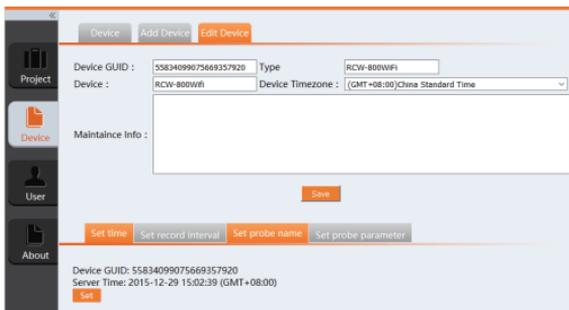 «
Device Add Device Edit Device
Project
Device GUID : 55834099075669357920 Type RCW-800WiFi
Device : RCW-800Wifi Device Timezone : (GMT+08:00)China Standard Time
Device
Maintaince Info :
Save
User
Set time Set record interval Set probe name Set probe parameter
About
Device GUID: 55834099075669357920
Server Time: 2015-12-29 15:02:39 (GMT+08:00)
Set